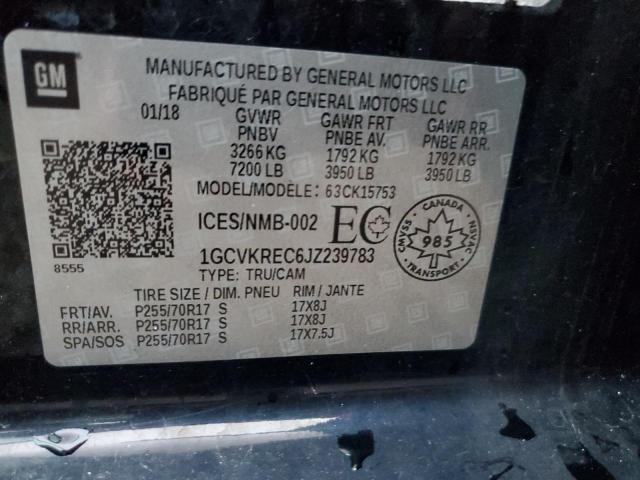 GM
MANUFACTURED BY GENERAL MOTORS LLC
FABRIQUÉ PAR GENERAL MOTORS LLC
01/18 GVWR GAWR FRT GAWR RR
PNBV PNBE AV. PNBE ARR.
3266 KG 1792 KG 1792 KG
7200 LB 3950 LB 3950 LB
MODEL/MODÈLE: 63CK15753
ICES/NMB-002 EC
CANADA
CMVSS 985 NSVAC
1GCVKREC6JZ239783
8555
TYPE: TRU/CAM
TIRE SIZE / DIM. PNEU RIM / JANTE
FRT/AV. P255/70R17 S 17X8J
RR/ARR. P255/70R17 S 17X8J
SPA/SOS P255/70R17 S 17X7.5J